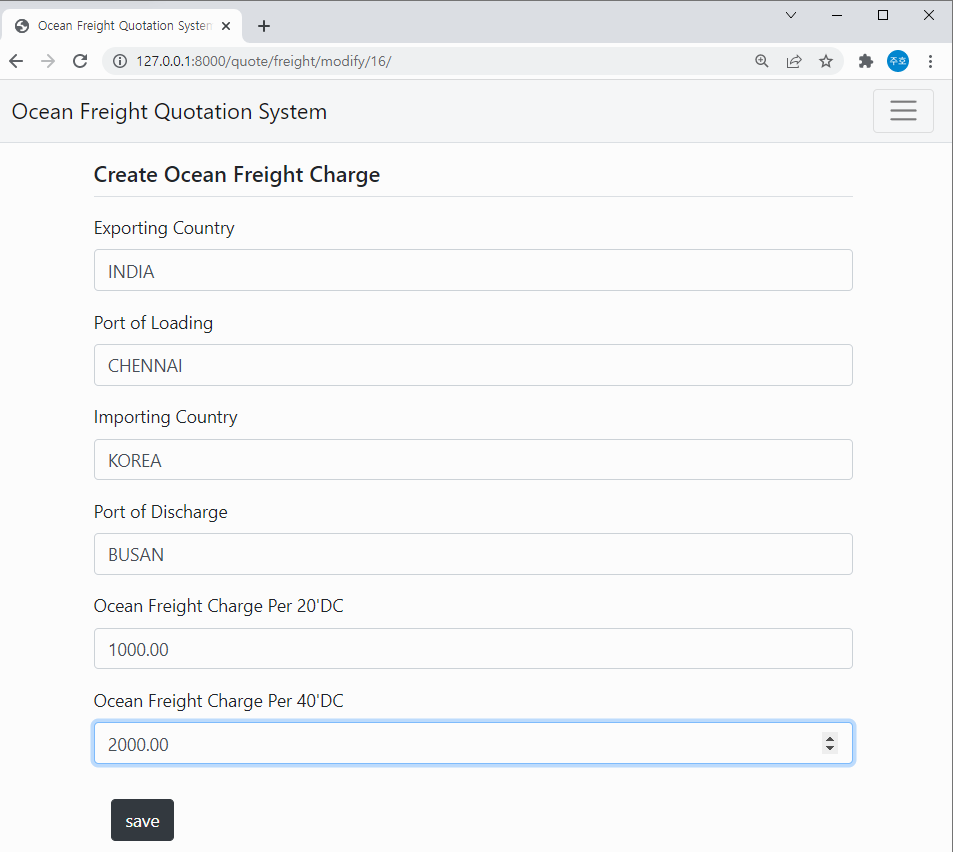 Ocean Freight Quotation System
127.0.0.1:8000/quote/freight/modify/16/
주호
Ocean Freight Quotation System
Create Ocean Freight Charge
Exporting Country
INDIA
Port of Loading
CHENNAI
Importing Country
KOREA
Port of Discharge
BUSAN
Ocean Freight Charge Per 20'DC
1000.00
Ocean Freight Charge Per 40'DC
2000.00
save